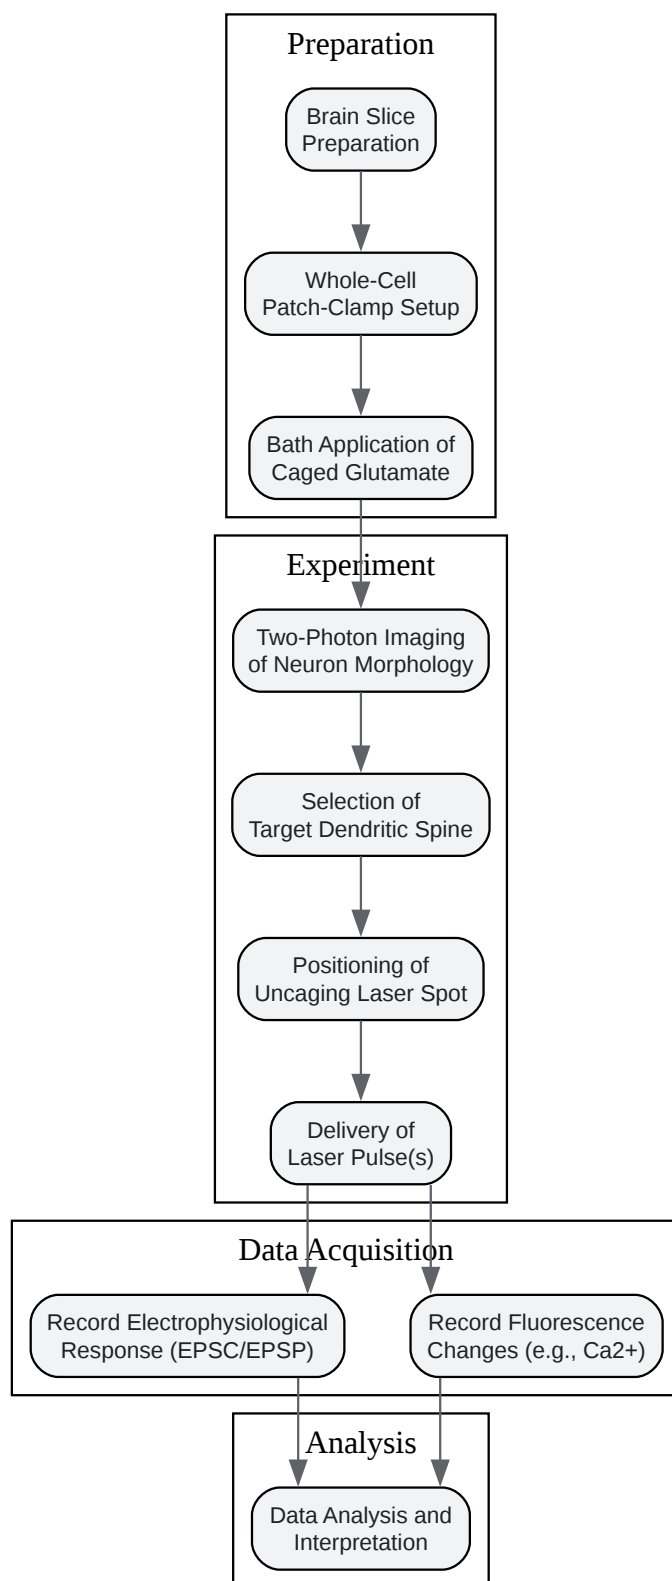 Preparation
Brain Slice
Preparation
Whole-Cell
Patch-Clamp Setup
Bath Application of
Caged Glutamate
Experiment
Two-Photon Imaging
of Neuron Morphology
Selection of
Target Dendritic Spine
Positioning of
Uncaging Laser Spot
Delivery of
Laser Pulse(s)
Data Acquisition
Record Electrophysiological
Response (EPSC/EPSP)
Record Fluorescence
Changes (e.g., Ca2+)
Analysis
Data Analysis and
Interpretation